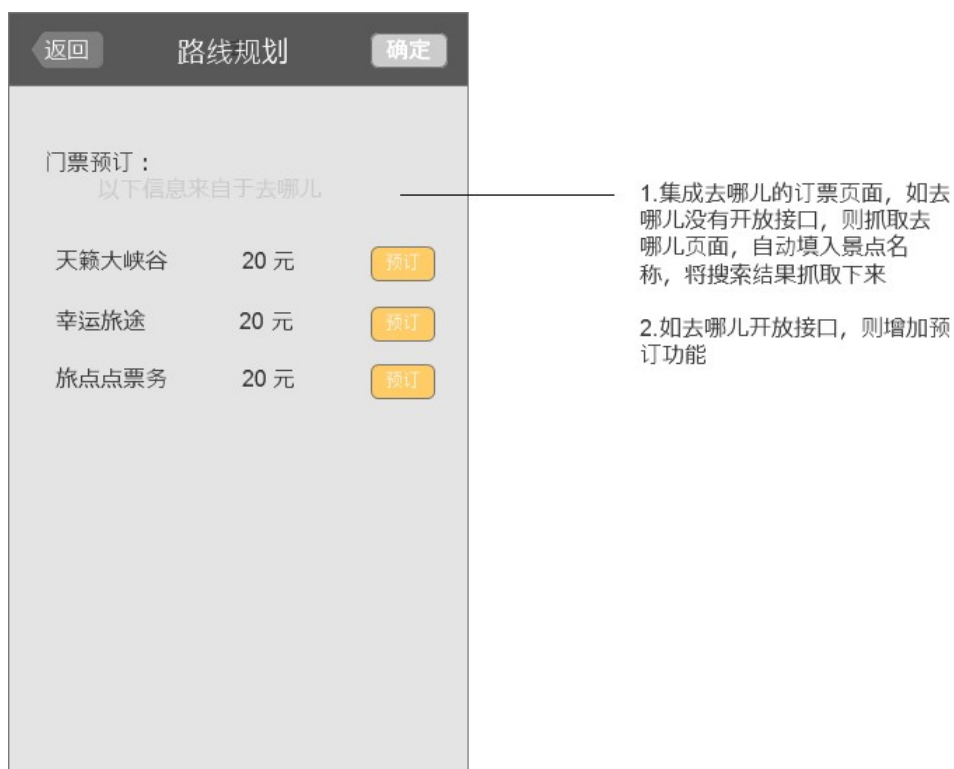 返回 路线规划 确定
门票预订：
以下信息来自于去哪儿
天籁大峡谷 20 元 预订
幸运旅途 20 元 预订
旅点点票务 20 元 预订
1.集成去哪儿的订票页面，如去
哪儿没有开放接口，则抓取去
哪儿页面，自动填入景点名
称，将搜索结果抓取下来
2.如去哪儿开放接口，则增加预
订功能